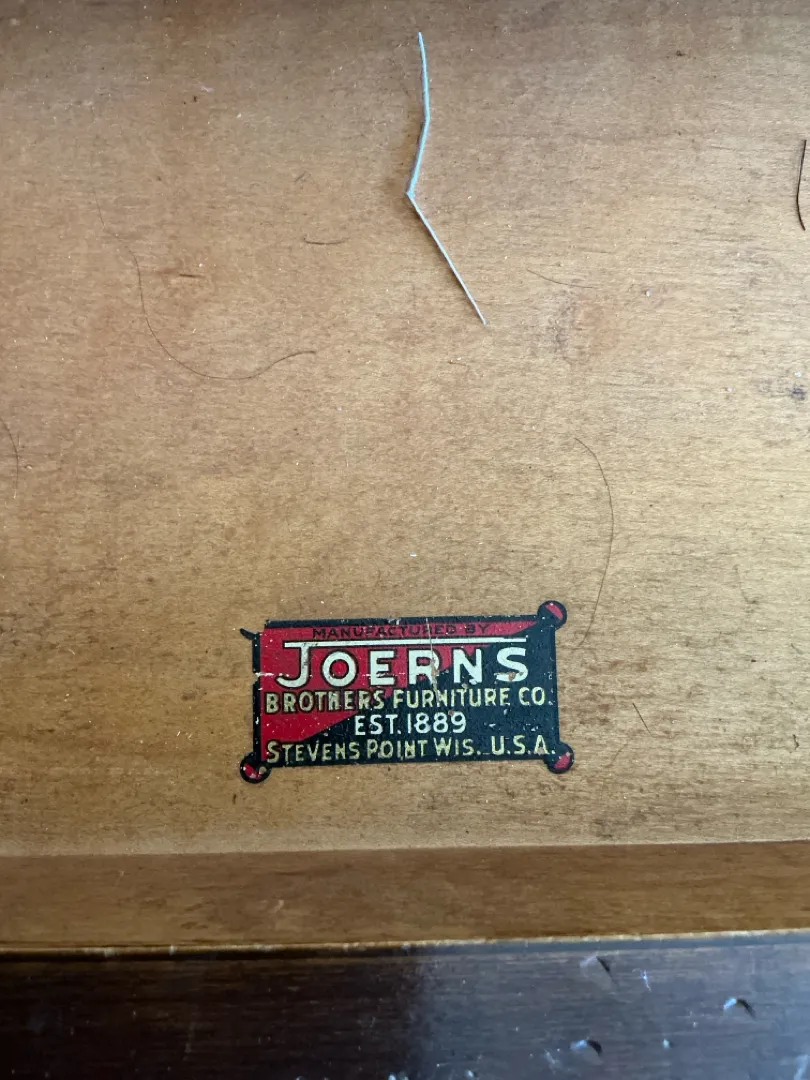 MANUFACTURED BY
JOERNS
BROTHERS FURNITURE CO.
EST. 1889
STEVENS POINT WIS. U.S.A.